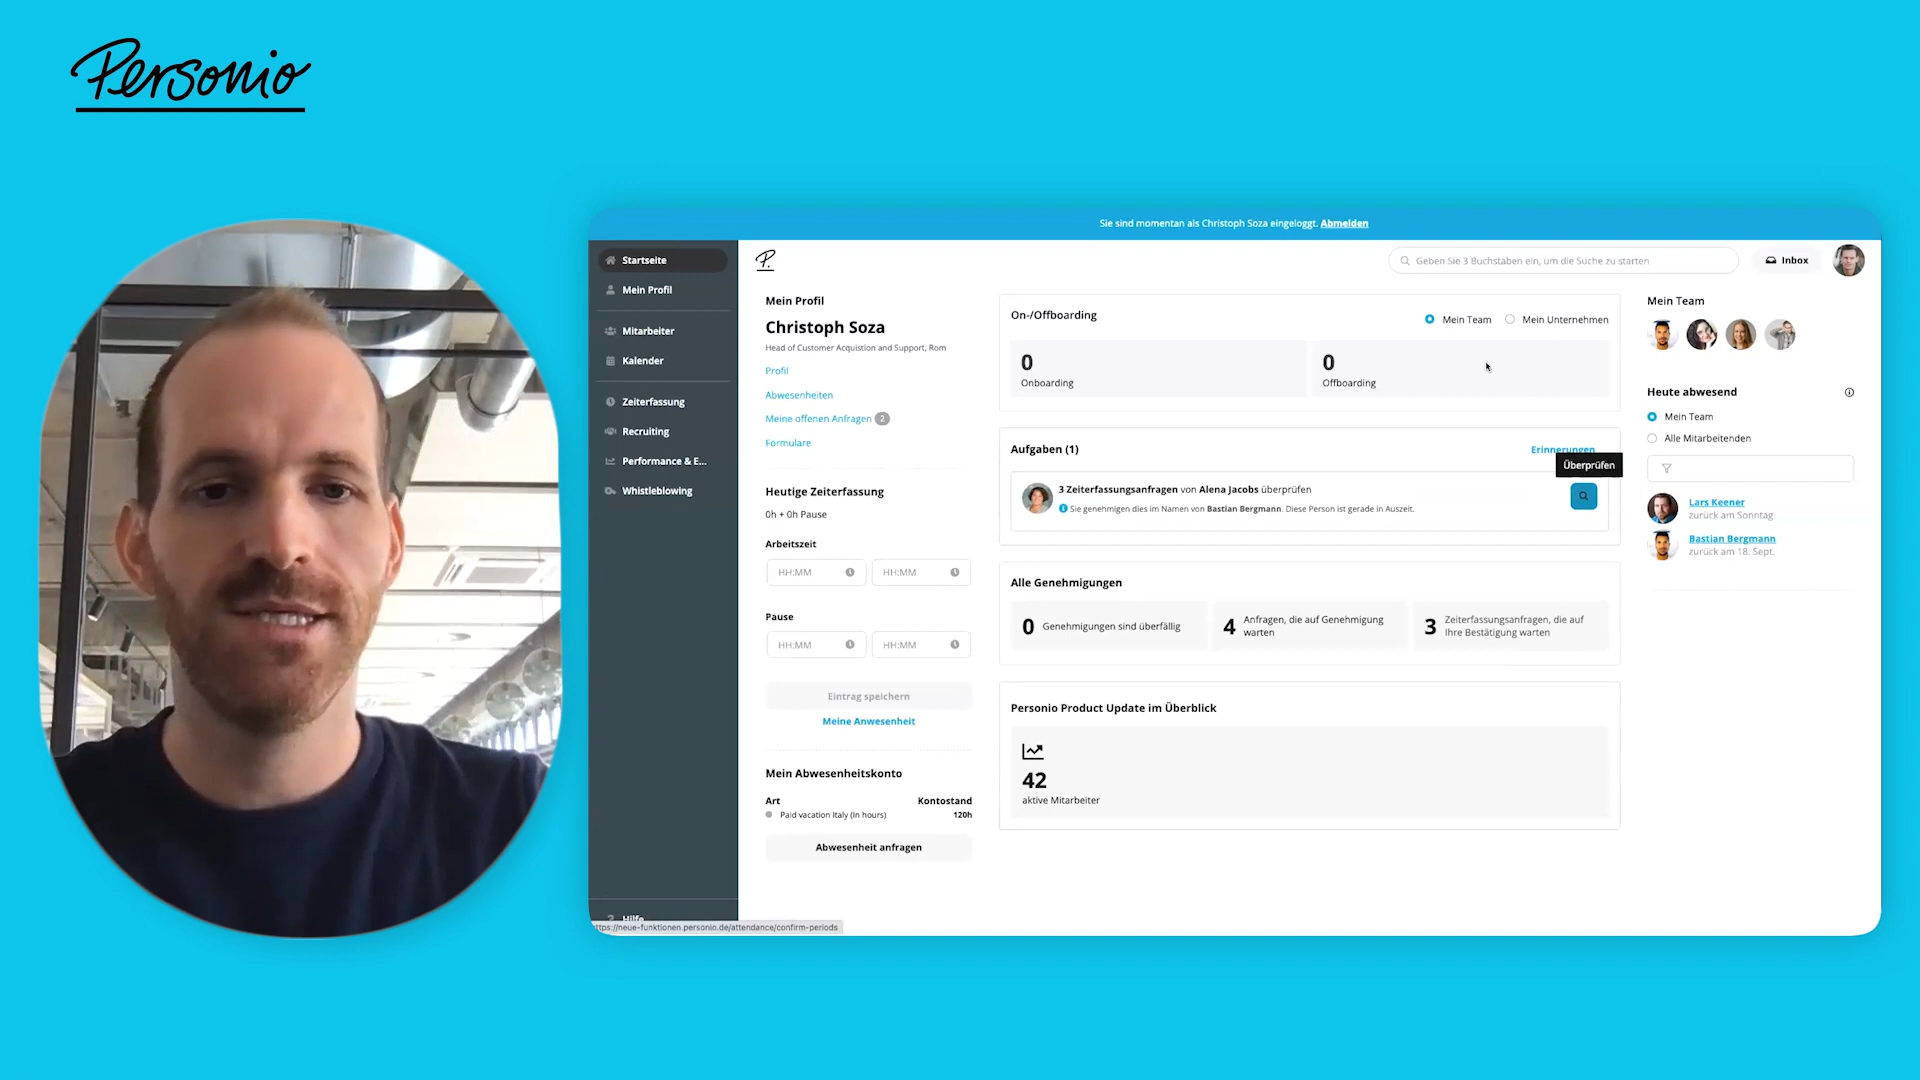 Personio
Sie sind momentan als Christoph Soza eingeloggt. Abmelden
Startseite
Mein Profil
Mitarbeiter
Kalender
Zeiterfassung
Recruiting
Performance & E...
Whistleblowing
Hilfe
ttps://neue-funktionen.personio.de/attendance/confirm-periods
P.
Geben Sie 3 Buchstaben ein, um die Suche zu starten
Inbox
Mein Profil
Christoph Soza
Head of Customer Acquistion and Support, Rom
Profil
Abwesenheiten
Meine offenen Anfragen 2
Formulare
Heutige Zeiterfassung
0h + 0h Pause
Arbeitszeit
HH:MM HH:MM
Pause
HH:MM HH:MM
Eintrag speichern
Meine Anwesenheit
Mein Abwesenheitskonto
Art Kontostand
Paid vacation Italy (In hours) 120h
Abwesenheit anfragen
On-/Offboarding
Mein Team Mein Unternehmen
0 0
Onboarding Offboarding
Aufgaben (1) Erinnerungen
Überprüfen
3 Zeiterfassungsanfragen von Alena Jacobs überprüfen
Sie genehmigen dies im Namen von Bastian Bergmann. Diese Person ist gerade in Auszeit.
Alle Genehmigungen
0 Genehmigungen sind überfällig
4 Anfragen, die auf Genehmigung
warten
3 Zeiterfassungsanfragen, die auf
Ihre Bestätigung warten
Personio Product Update im Überblick
42
aktive Mitarbeiter
Mein Team
Heute abwesend
Mein Team
Alle Mitarbeitenden
Lars Keener
zurück am Sonntag
Bastian Bergmann
zurück am 18. Sept.